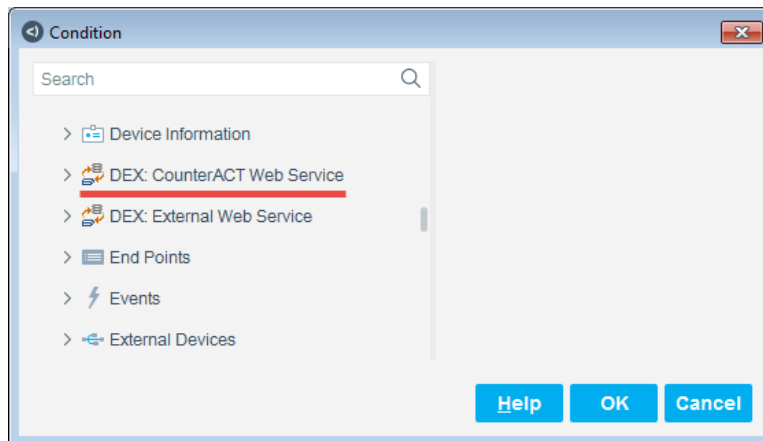 Condition
Search
Device Information
DEX: CounterACT Web Service
DEX: External Web Service
End Points
Events
External Devices
Help OK Cancel